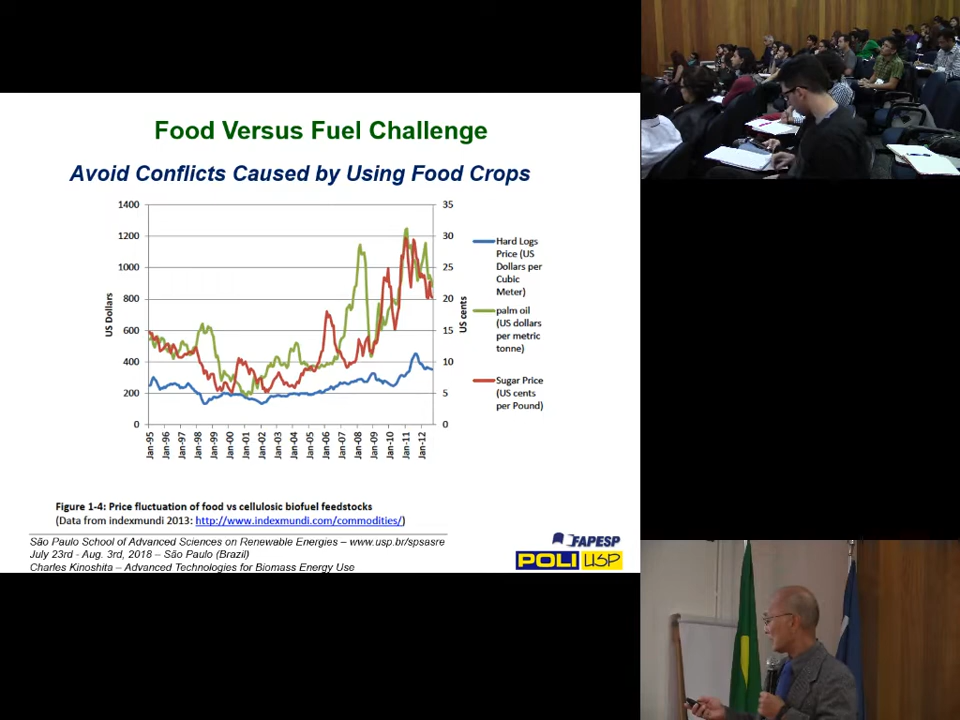 Food Versus Fuel Challenge
Avoid Conflicts Caused by Using Food Crops
1400
1200
1000
800
600
400
200
0
US Dollars
35
30
25
20
15
10
5
0
US cents
Jan-95
Jan-96
Jan-97
Jan-98
Jan-99
Jan-00
Jan-01
Jan-02
Jan-03
Jan-04
Jan-05
Jan-06
Jan-07
Jan-08
Jan-09
Jan-10
Jan-11
Jan-12
Hard Logs
Price (US
Dollars per
Cubic
Meter)
palm oil
(US dollars
per metric
tonne)
Sugar Price
(US cents
per Pound)
Figure 1-4: Price fluctuation of food vs cellulosic biofuel feedstocks
(Data from indexmundi 2013: http://www.indexmundi.com/commodities/)
São Paulo School of Advanced Sciences on Renewable Energies – www.usp.br/spsasre
July 23rd - Aug. 3rd, 2018 – São Paulo (Brazil)
Charles Kinoshita – Advanced Technologies for Biomass Energy Use
FAPESP
POLI USP